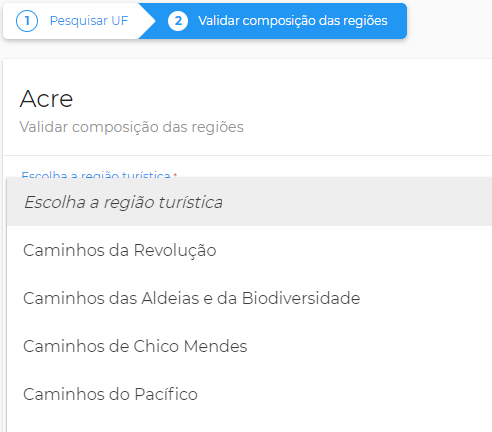 1 Pesquisar UF 2 Validar composição das regiões
Acre
Validar composição das regiões
Escolha a região turística *
Escolha a região turística
Caminhos da Revolução
Caminhos das Aldeias e da Biodiversidade
Caminhos de Chico Mendes
Caminhos do Pacífico